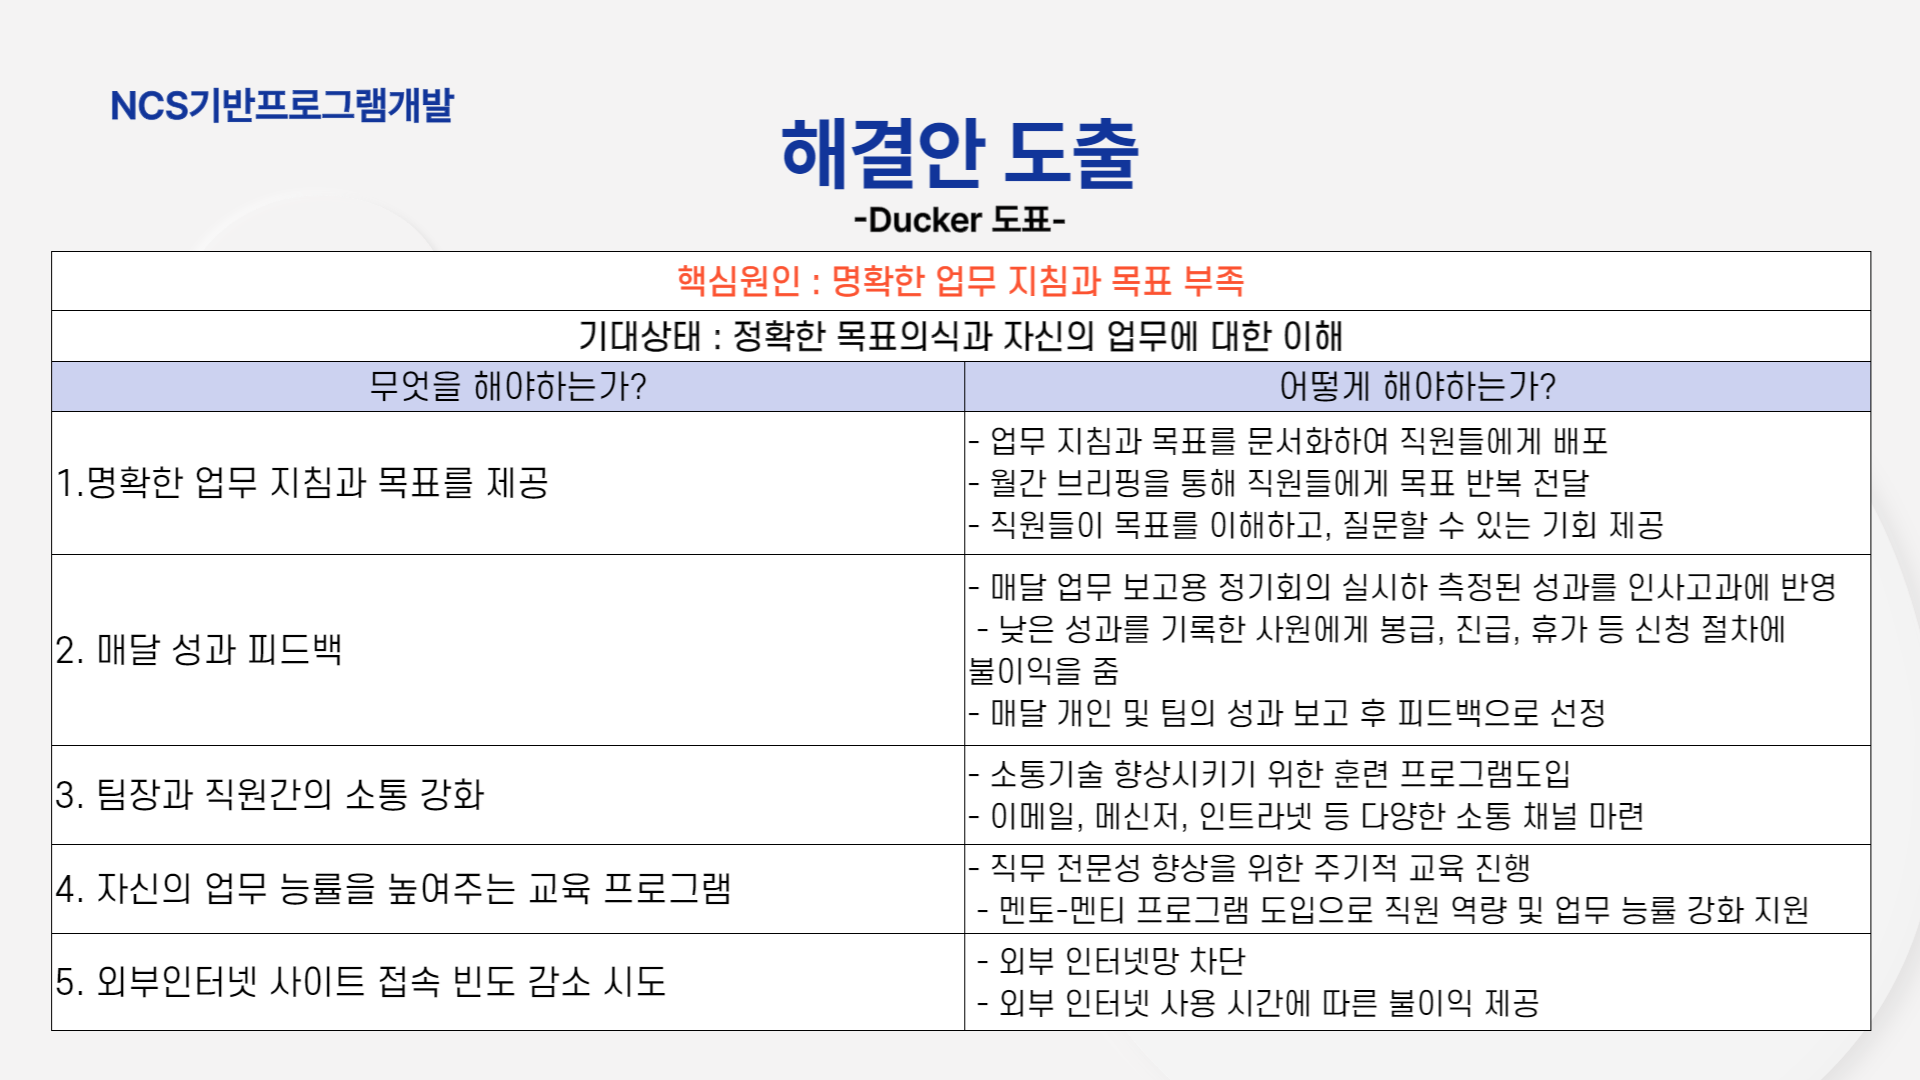 NCS기반프로그램개발
해결안 도출
-Ducker 도표-
핵심원인 : 명확한 업무 지침과 목표 부족
기대상태 : 정확한 목표의식과 자신의 업무에 대한 이해
무엇을 해야하는가?
어떻게 해야하는가?
1.명확한 업무 지침과 목표를 제공
- 업무 지침과 목표를 문서화하여 직원들에게 배포
- 월간 브리핑을 통해 직원들에게 목표 반복 전달
- 직원들이 목표를 이해하고, 질문할 수 있는 기회 제공
2. 매달 성과 피드백
- 매달 업무 보고용 정기회의 실시하 측정된 성과를 인사고과에 반영
- 낮은 성과를 기록한 사원에게 봉급, 진급, 휴가 등 신청 절차에
불이익을 줌
- 매달 개인 및 팀의 성과 보고 후 피드백으로 선정
3. 팀장과 직원간의 소통 강화
- 소통기술 향상시키기 위한 훈련 프로그램도입
- 이메일, 메신저, 인트라넷 등 다양한 소통 채널 마련
4. 자신의 업무 능률을 높여주는 교육 프로그램
- 직무 전문성 향상을 위한 주기적 교육 진행
- 멘토-멘티 프로그램 도입으로 직원 역량 및 업무 능률 강화 지원
5. 외부인터넷 사이트 접속 빈도 감소 시도
- 외부 인터넷망 차단
- 외부 인터넷 사용 시간에 따른 불이익 제공